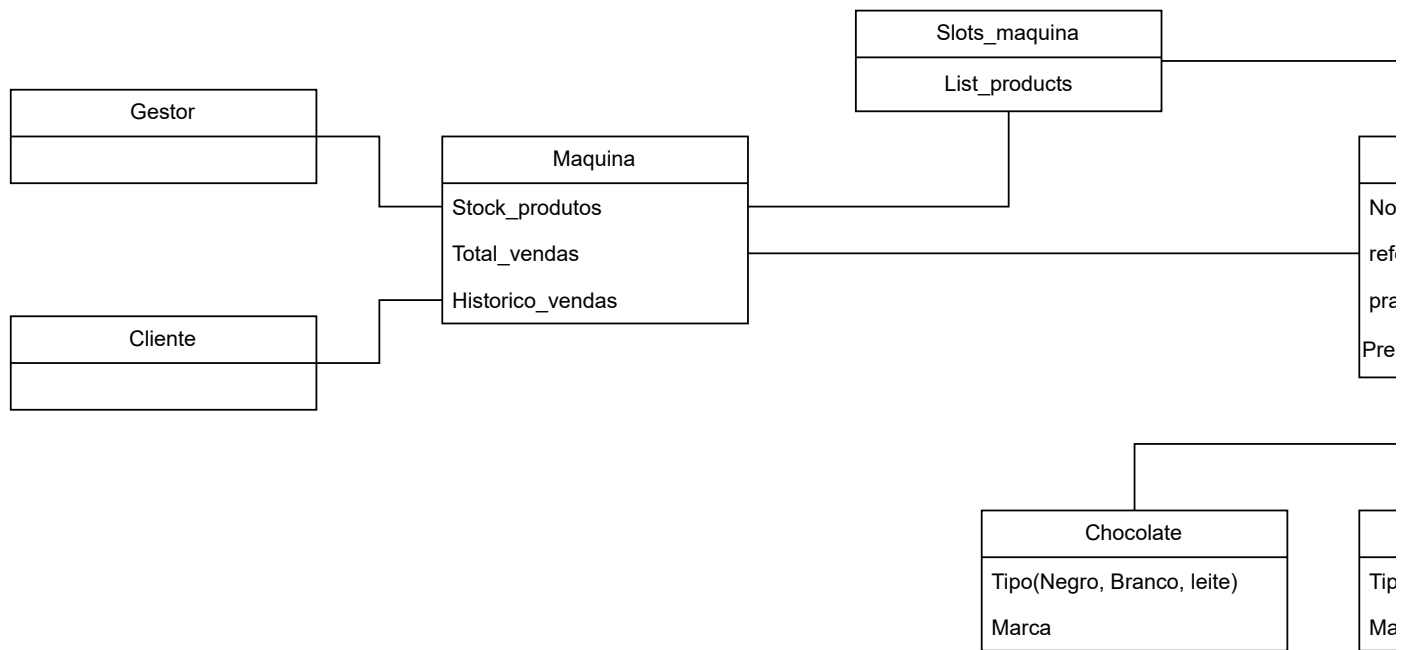 Slots_maquina
List_products
Gestor
Maquina
Stock_produtos
Total_vendas
Historico_vendas
Cliente
Chocolate
Tipo(Negro, Branco, leite)
Marca